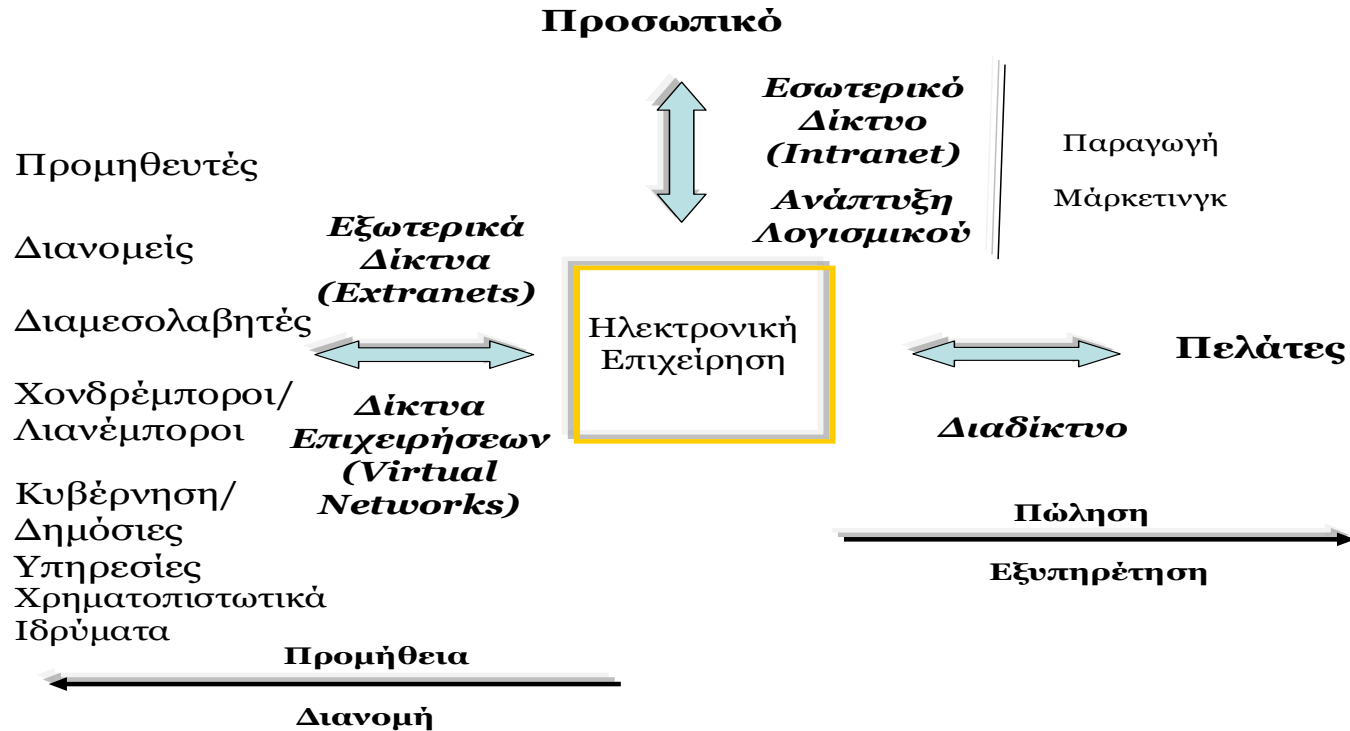 Προσωπικό
Εσωτερικό
Δίκτυο
(Intranet)
Ανάπτυξη
Λογισμικού
Παραγωγή
Μάρκετινγκ
Προμηθευτές
Διανομείς
Διαμεσολαβητές
Χονδρέμποροι/
Λιανέμποροι
Κυβέρνηση/
Δημόσιες
Υπηρεσίες
Χρηματοπιστωτικά
Ιδρύματα
Εξωτερικά
Δίκτυα
(Extranets)
Δίκτυα
Επιχειρήσεων
(Virtual
Networks)
Ηλεκτρονική
Επιχείρηση
Πελάτες
Διαδίκτυο
Πώληση
Εξυπηρέτηση
Προμήθεια
Διανομή